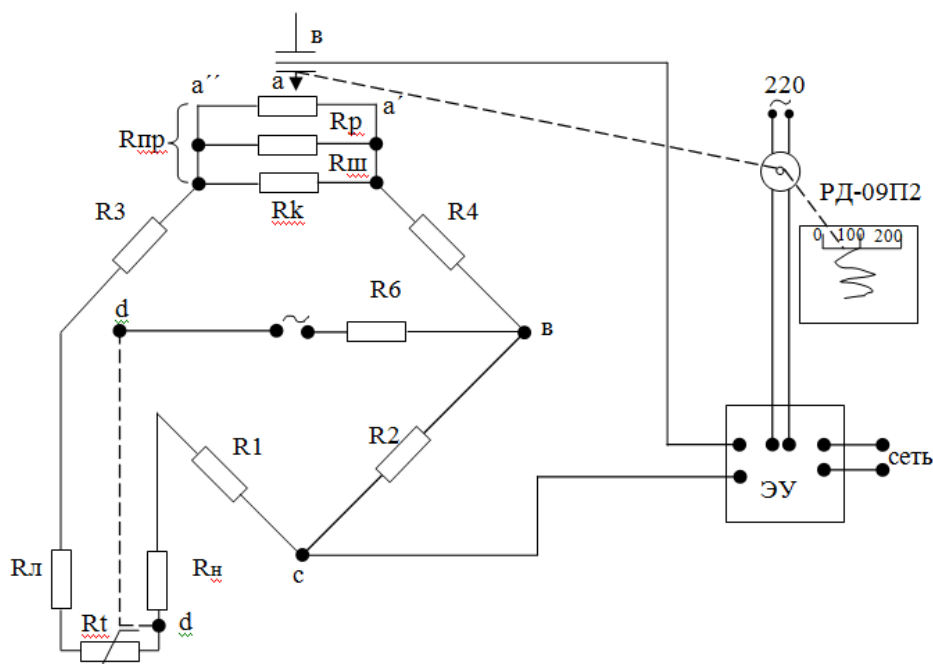 в
220
~
а´´
а
а´
Rпр
Rр
Rш
Rk
РД-09П2
0 100 200
R3
R4
d
~
R6
в
R1
R2
сеть
ЭУ
Rл
Rн
с
Rt
d